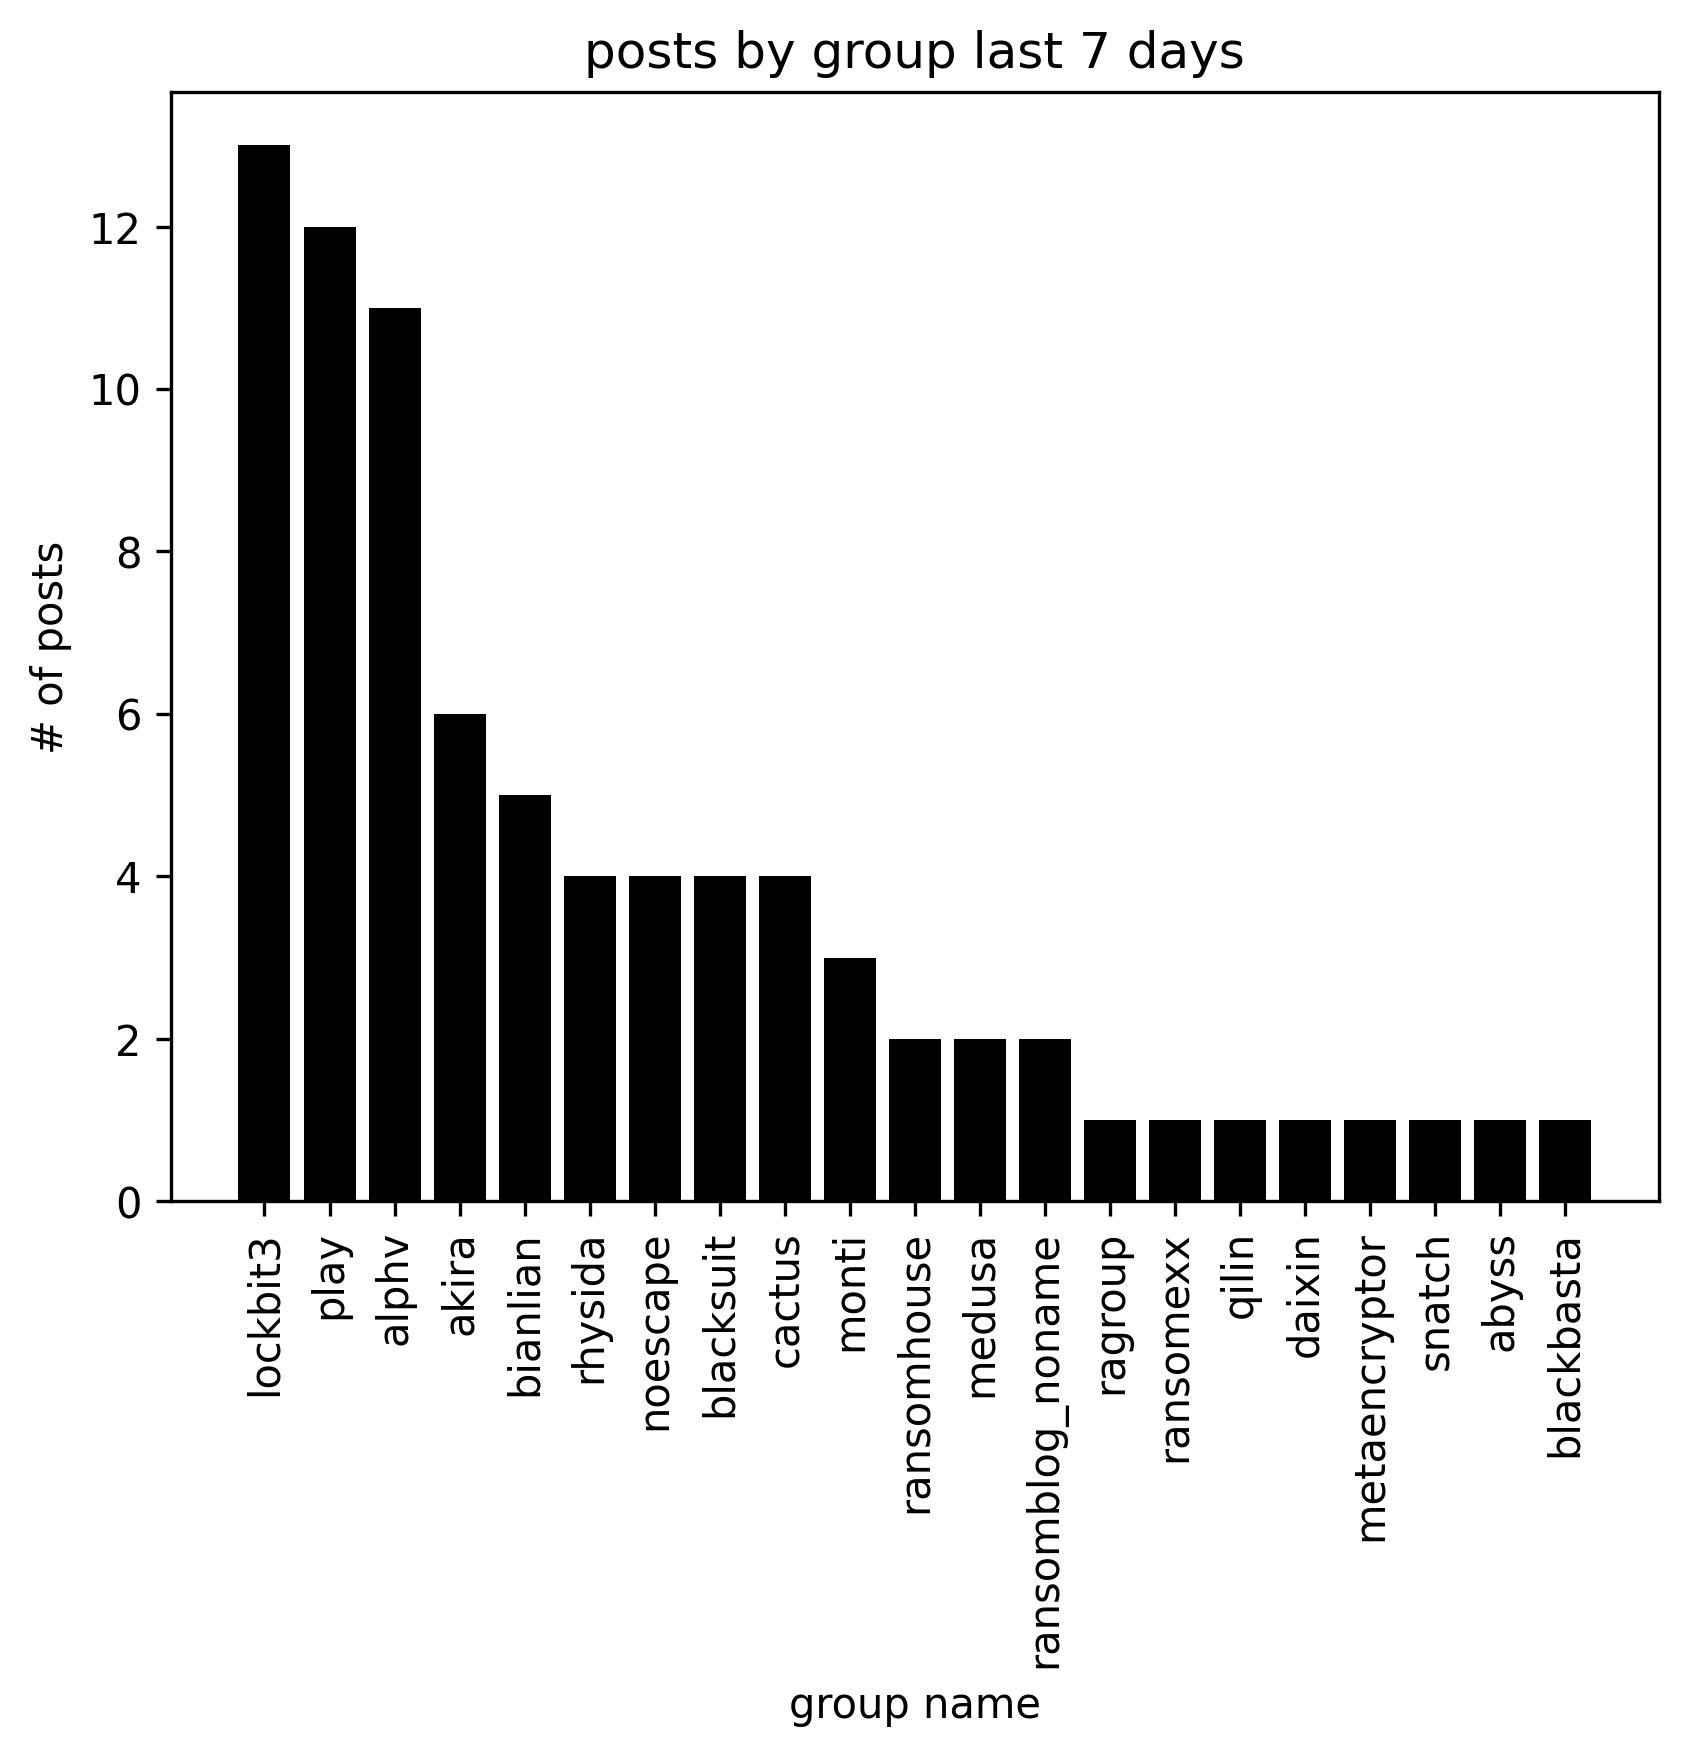 posts by group last 7 days
# of posts
12
10
8
6
4
2
0
lockbit3
play
alphv
akira
bianlian
rhysida
noescape
blacksuit
cactus
monti
ransomhouse
medusa
ransomblog_noname
ragroup
ransomexx
qilin
daixin
metaencryptor
snatch
abyss
blackbasta
group name